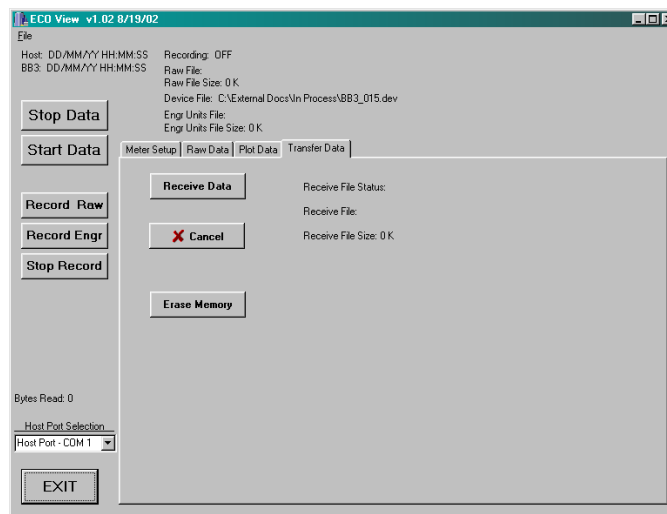 ECO View v1.02 8/19/02
File
Host: DD/MM/YY HH:MM:SS Recording: OFF
BB3: DD/MM/YY HH:MM:SS Raw File:
Raw File Size: 0 K
Device File: C:\External Docs\In Process\BB3_015.dev
Engr Units File:
Engr Units File Size: 0 K
Stop Data
Start Data
Meter Setup Raw Data Plot Data Transfer Data
Receive Data Receive File Status:
Record Raw Receive File:
Record Engr Cancel Receive File Size: 0 K
Stop Record
Erase Memory
Bytes Read: 0
Host Port Selection
Host Port - COM 1
EXIT